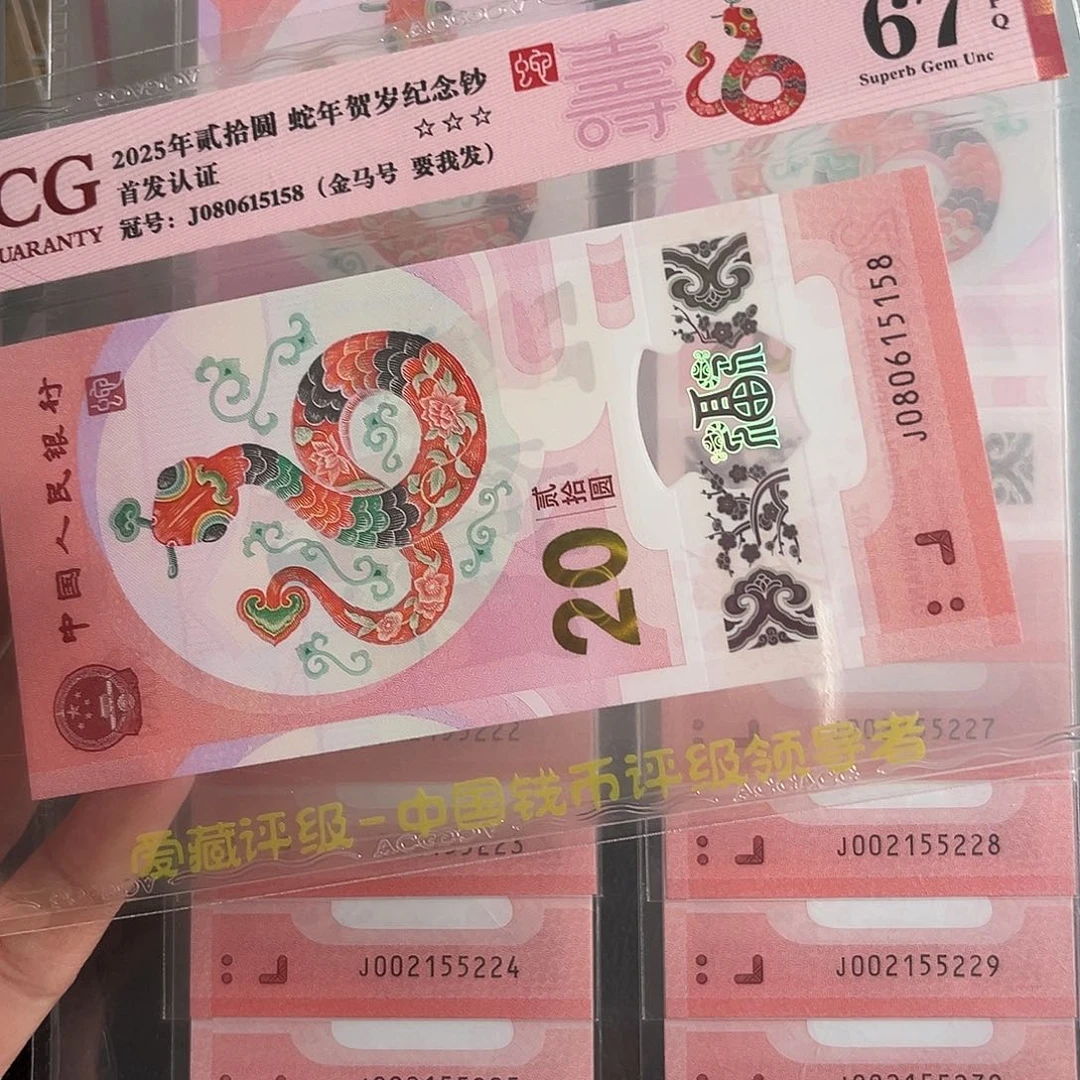 CG
UARANTY
2025年贰拾圆 蛇年贺岁纪念钞
☆☆☆
首发认证
冠号：J080615158（金马号 要我发）
壽
67
PQ
Superb Gem Unc
中国人民银行
贰拾圆
20
福
J080615158
爱藏评级-中国钱币评级领导者
ACGOOV
J002155228
J002155224
J002155229